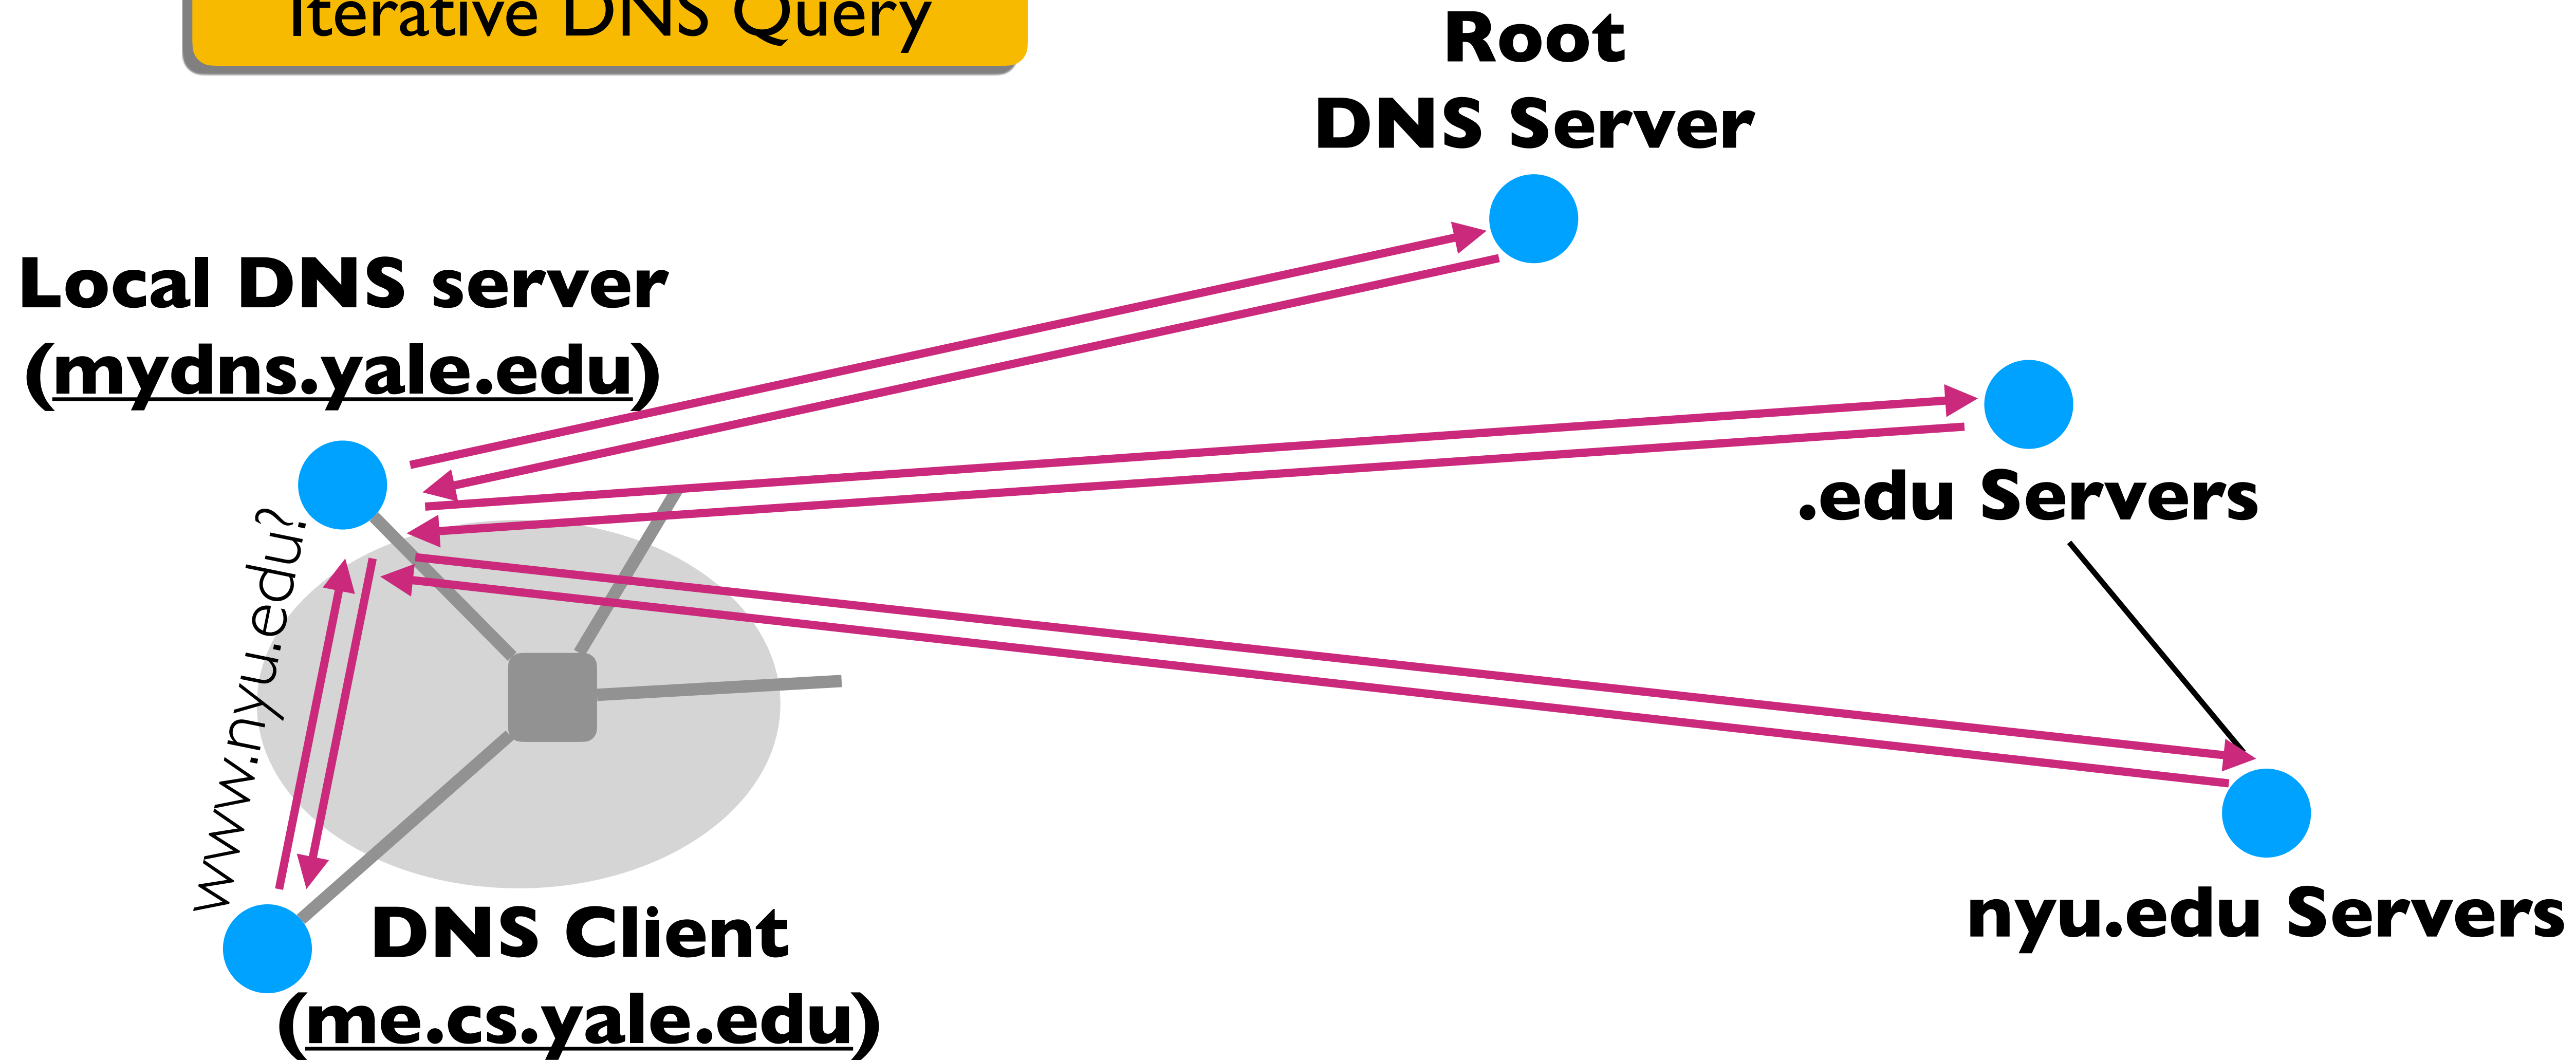 Iterative DNS Query
Root
DNS Server
Local DNS server
(mydns.yale.edu)
.edu Servers
www.nyu.edu?
nyu.edu Servers
DNS Client
(me.cs.yale.edu)